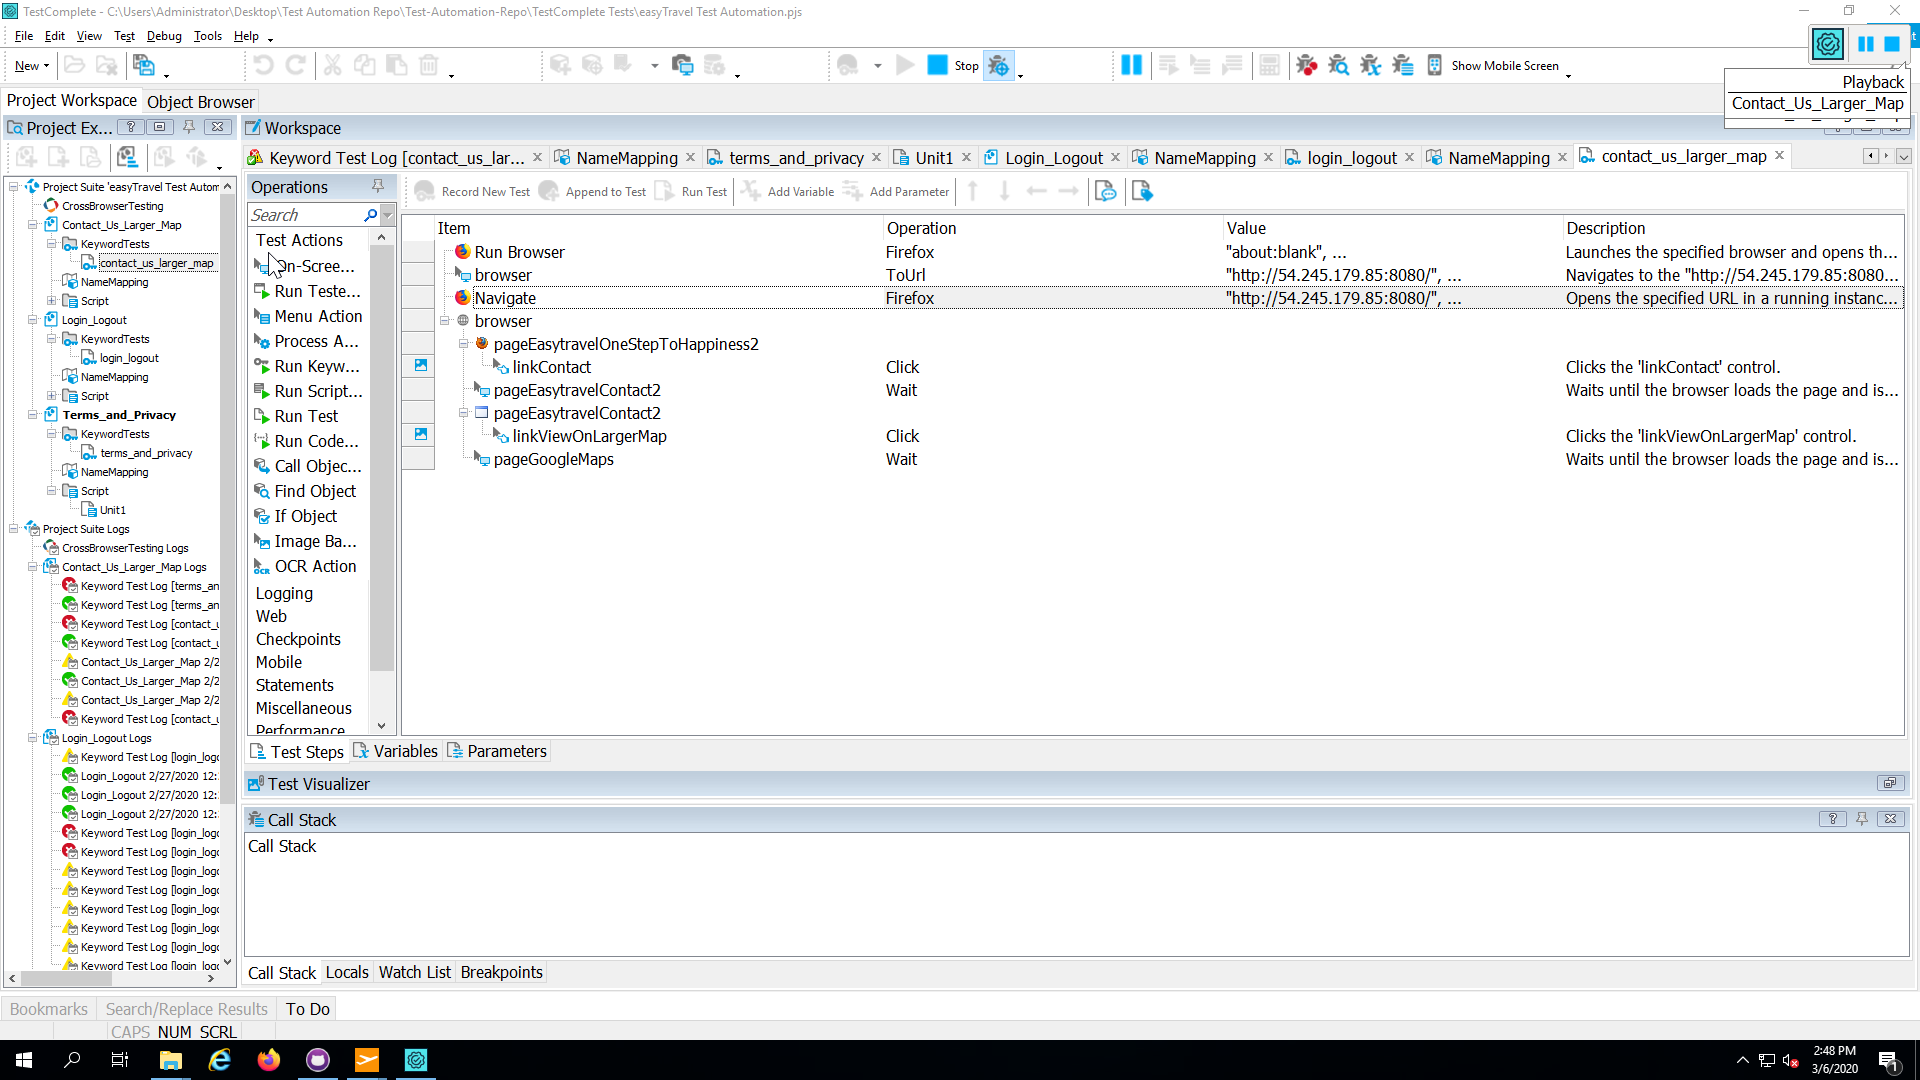 TestComplete - C:\Users\Administrator\Desktop\Test Automation Repo\Test-Automation-Repo\TestComplete Tests\easyTravel Test Automation.pjs
File Edit View Test Debug Tools Help
New Stop Show Mobile Screen
Playback
Contact_Us_Larger_Map
Project Workspace Object Browser
Project Ex... Workspace
Keyword Test Log [contact_us_lar... NameMapping terms_and_privacy Unit1 Login_Logout NameMapping login_logout NameMapping contact_us_larger_map
Operations Record New Test Append to Test Run Test Add Variable Add Parameter
Search
Project Suite 'easyTravel Test Autom
CrossBrowserTesting
Contact_Us_Larger_Map
KeywordTests
contact_us_larger_map
NameMapping
Script
Login_Logout
KeywordTests
login_logout
NameMapping
Script
Terms_and_Privacy
KeywordTests
terms_and_privacy
NameMapping
Script
Unit1
Project Suite Logs
CrossBrowserTesting Logs
Contact_Us_Larger_Map Logs
Keyword Test Log [terms_an
Keyword Test Log [terms_an
Keyword Test Log [contact_u
Keyword Test Log [contact_u
Contact_Us_Larger_Map 2/2
Contact_Us_Larger_Map 2/2
Contact_Us_Larger_Map 2/2
Keyword Test Log [contact_u
Login_Logout Logs
Keyword Test Log [login_logo
Login_Logout 2/27/2020 12:
Login_Logout 2/27/2020 12:
Login_Logout 2/27/2020 12:
Keyword Test Log [login_logo
Keyword Test Log [login_logo
Keyword Test Log [login_logo
Keyword Test Log [login_logo
Keyword Test Log [login_logo
Keyword Test Log [login_logo
Keyword Test Log [login_logo
Keyword Test Log [login_logo
Test Actions
On-Scree...
Run Teste...
Menu Action
Process A...
Run Keyw...
Run Script...
Run Test
Run Code...
Call Objec...
Find Object
If Object
Image Ba...
OCR Action
Logging
Web
Checkpoints
Mobile
Statements
Miscellaneous
Performance
Item Operation Value Description
Run Browser Firefox "about:blank", ... Launches the specified browser and opens th...
browser ToUrl "http://54.245.179.85:8080/", ... Navigates to the "http://54.245.179.85:8080...
Navigate Firefox "http://54.245.179.85:8080/", ... Opens the specified URL in a running instanc...
browser
pageEasytravelOneStepToHappiness2
linkContact Click Clicks the 'linkContact' control.
pageEasytravelContact2 Wait Waits until the browser loads the page and is...
pageEasytravelContact2
linkViewOnLargerMap Click Clicks the 'linkViewOnLargerMap' control.
pageGoogleMaps Wait Waits until the browser loads the page and is...
Test Steps Variables Parameters
Test Visualizer
Call Stack
Call Stack
Call Stack Locals Watch List Breakpoints
Bookmarks Search/Replace Results To Do
CAPS NUM SCRL
2:48 PM
3/6/2020
1